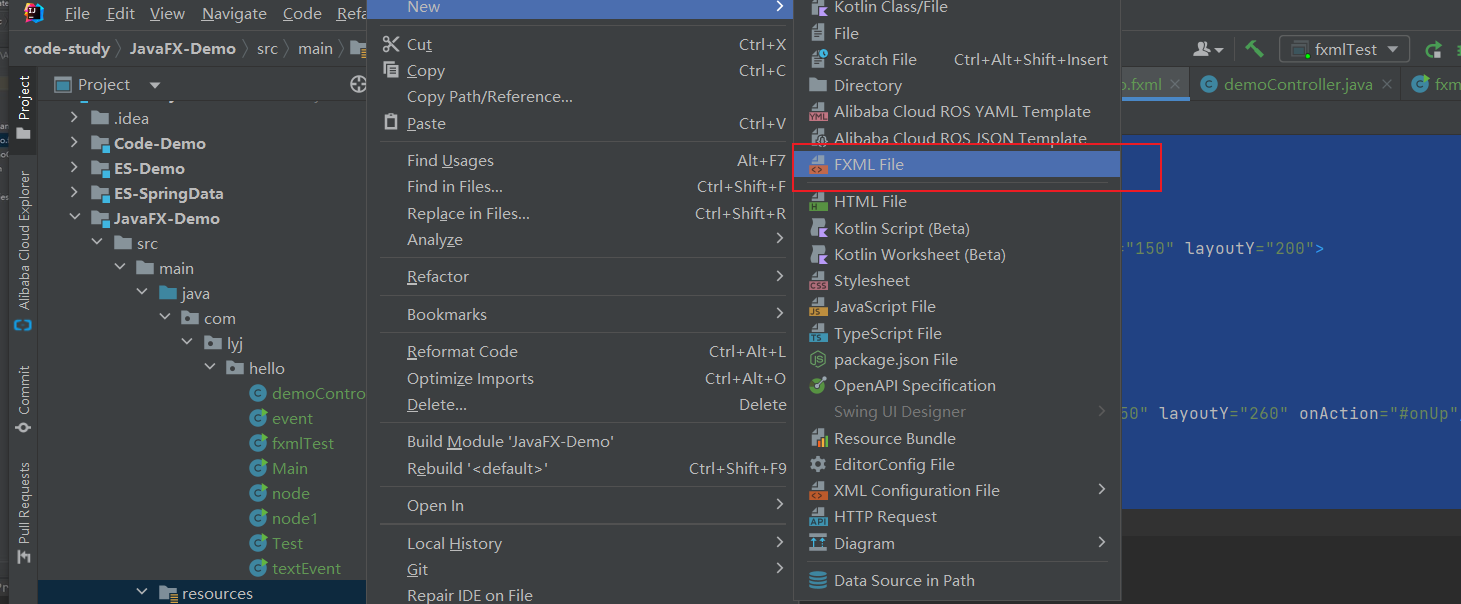 File Edit View Navigate Code Refa
code-study JavaFX-Demo src main
Project
.idea
Code-Demo
ES-Demo
ES-SpringData
JavaFX-Demo
src
main
java
com
lyj
hello
demoContro
event
fxmlTest
Main
node
node1
Test
textEvent
resources
Project
Alibaba Cloud Explorer
Commit
Pull Requests
New
Cut Ctrl+X
Copy Ctrl+C
Copy Path/Reference...
Paste Ctrl+V
Find Usages Alt+F7
Find in Files... Ctrl+Shift+F
Replace in Files... Ctrl+Shift+R
Analyze
Refactor
Bookmarks
Reformat Code Ctrl+Alt+L
Optimize Imports Ctrl+Alt+O
Delete... Delete
Build Module 'JavaFX-Demo'
Rebuild '<default>' Ctrl+Shift+F9
Open In
Local History
Git
Repair IDE on File
Kotlin Class/File
File
Scratch File Ctrl+Alt+Shift+Insert
Directory
Alibaba Cloud ROS YAML Template
Alibaba Cloud ROS JSON Template
FXML File
HTML File
Kotlin Script (Beta)
Kotlin Worksheet (Beta)
Stylesheet
JavaScript File
TypeScript File
package.json File
OpenAPI Specification
Swing UI Designer
Resource Bundle
EditorConfig File
XML Configuration File
HTTP Request
Diagram
Data Source in Path
fxmlTest
o.fxml demoController.java fxm
="150" layoutY="200">
50" layoutY="260" onAction="#onUp"